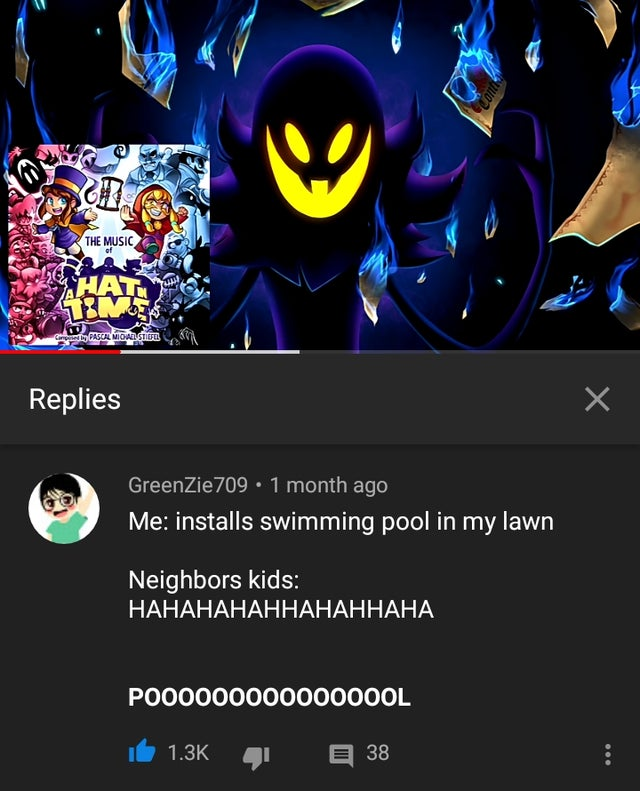 Cont
THE MUSIC
of
A HAT IN
TIME
Composed by PASCAL MICHAEL STIEFEL
Replies
GreenZie709 • 1 month ago
Me: installs swimming pool in my lawn
Neighbors kids:
HAHAHAHAHHAHAHHAHA
POOOOOOOOOOOOOOOL
1.3K
38